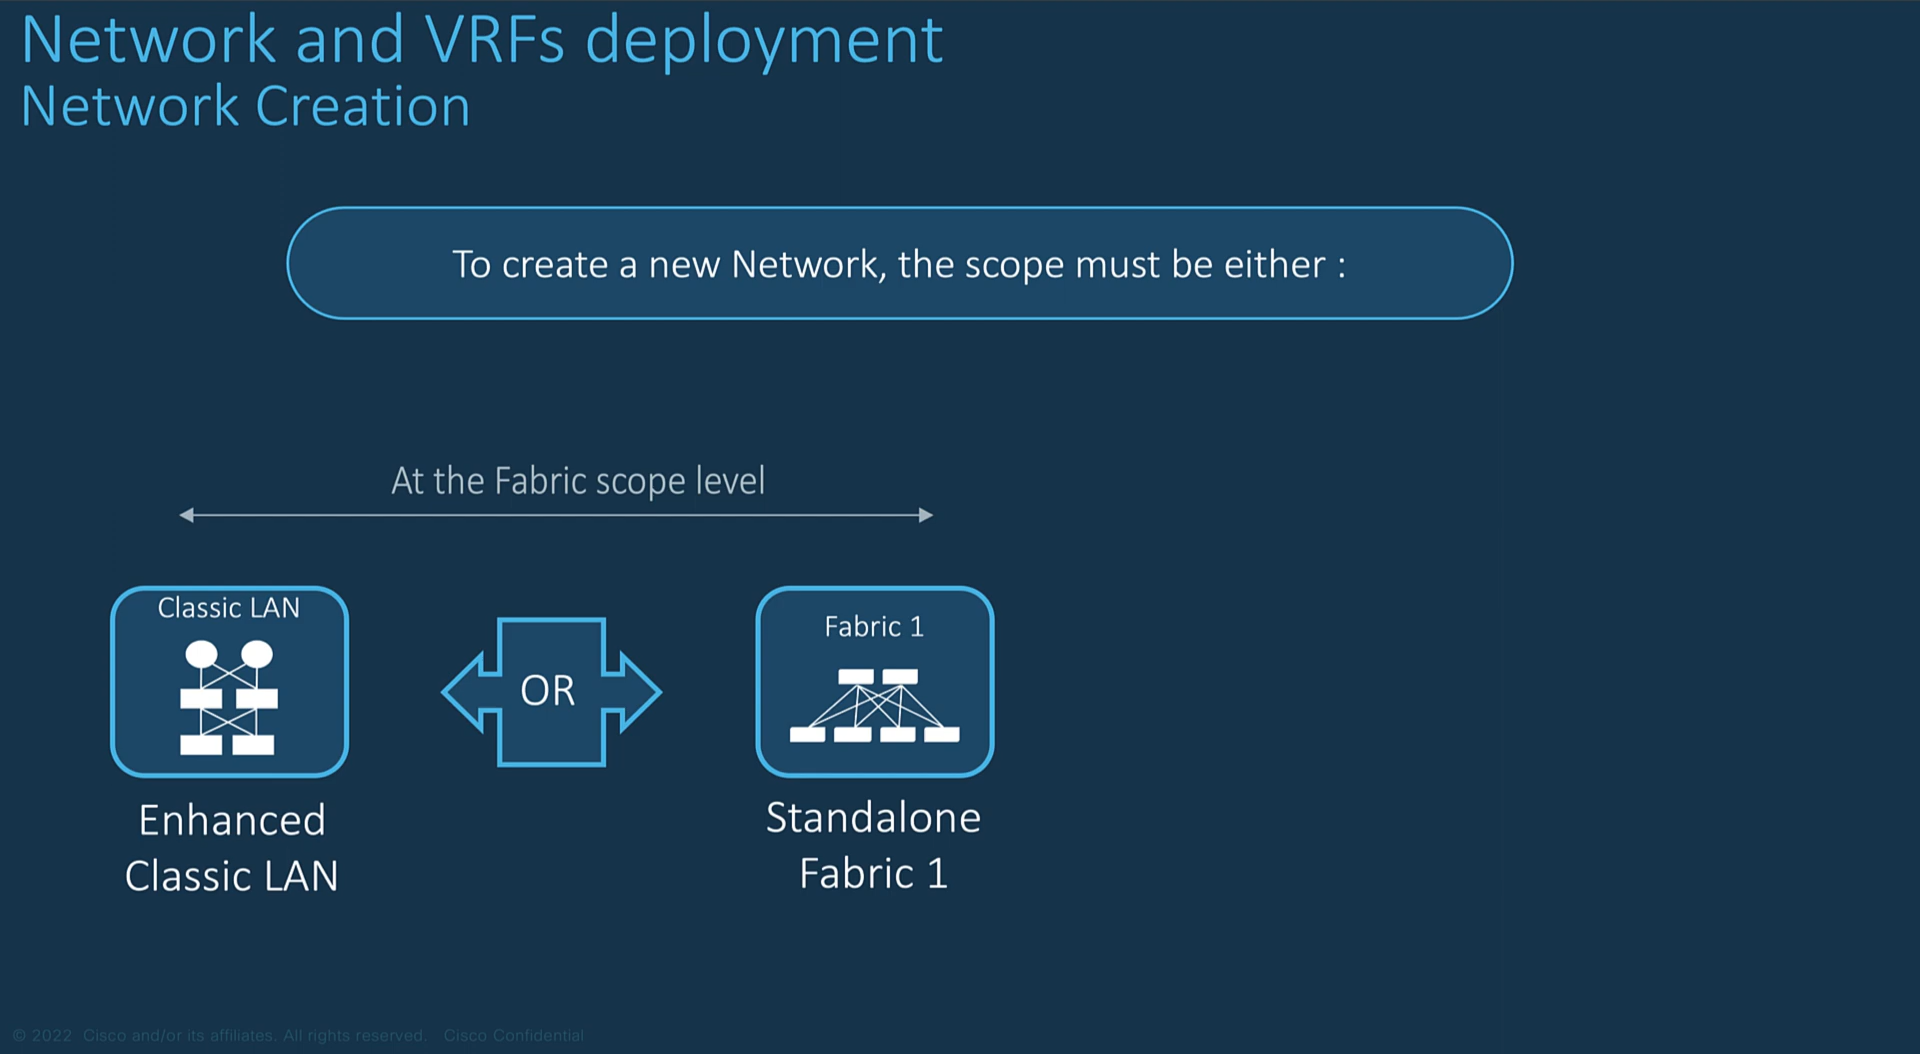 Network and VRFs deployment
Network Creation
To create a new Network, the scope must be either :
At the Fabric scope level
Classic LAN
OR
Fabric 1
Enhanced
Classic LAN
Standalone
Fabric 1
© 2022 Cisco and/or its affiliates. All rights reserved. Cisco Confidential